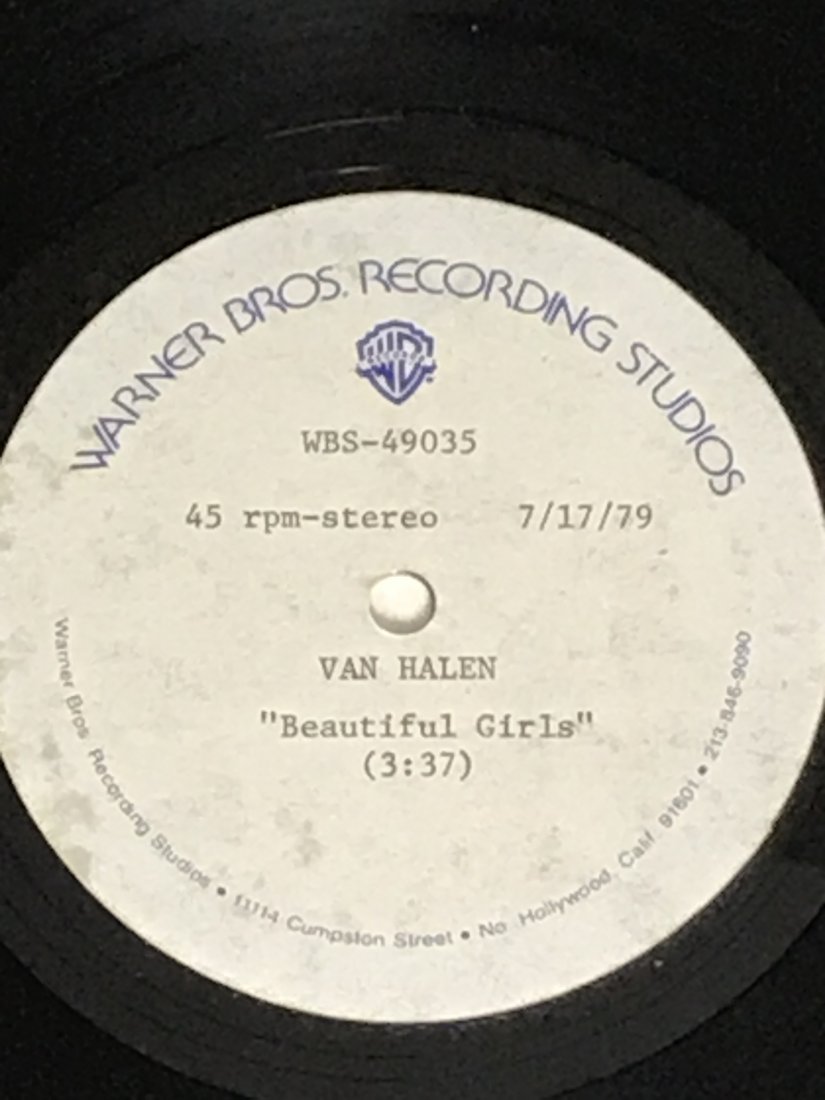 WARNER BROS. RECORDING STUDIOS
WBS-49035
45 rpm-stereo 7/17/79
VAN HALEN
"Beautiful Girls"
(3:37)
Warner Bros Recording Studios • 11114 Cumpston Street • No Hollywood, Calif. 91601 • 213-846-9090